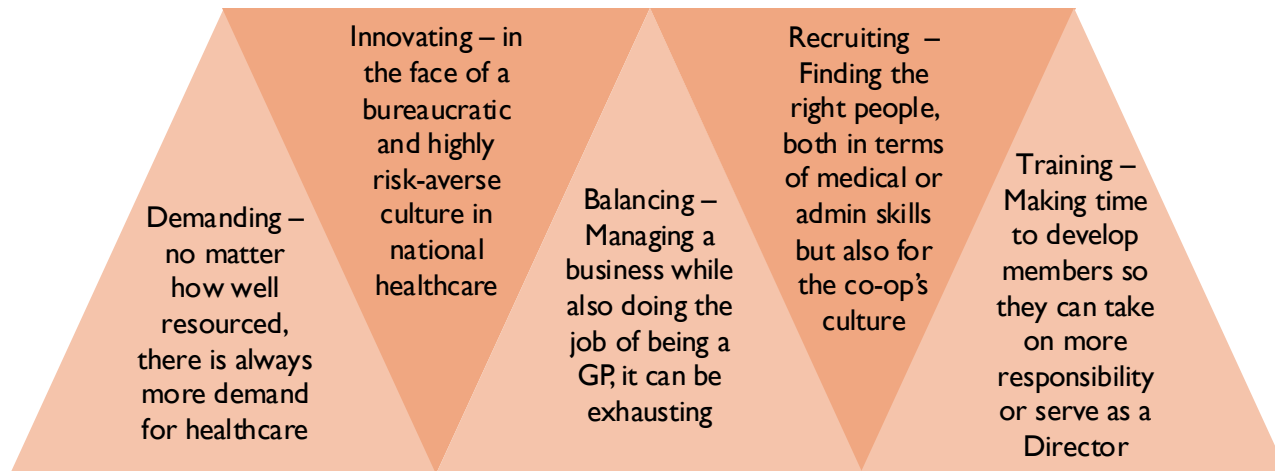 Demanding –
no matter
how well
resourced,
there is always
more demand
for healthcare
Innovating – in
the face of a
bureaucratic
and highly
risk-averse
culture in
national
healthcare
Balancing –
Managing a
business while
also doing the
job of being a
GP, it can be
exhausting
Recruiting –
Finding the
right people,
both in terms
of medical or
admin skills
but also for
the co-op’s
culture
Training –
Making time
to develop
members so
they can take
on more
responsibility
or serve as a
Director